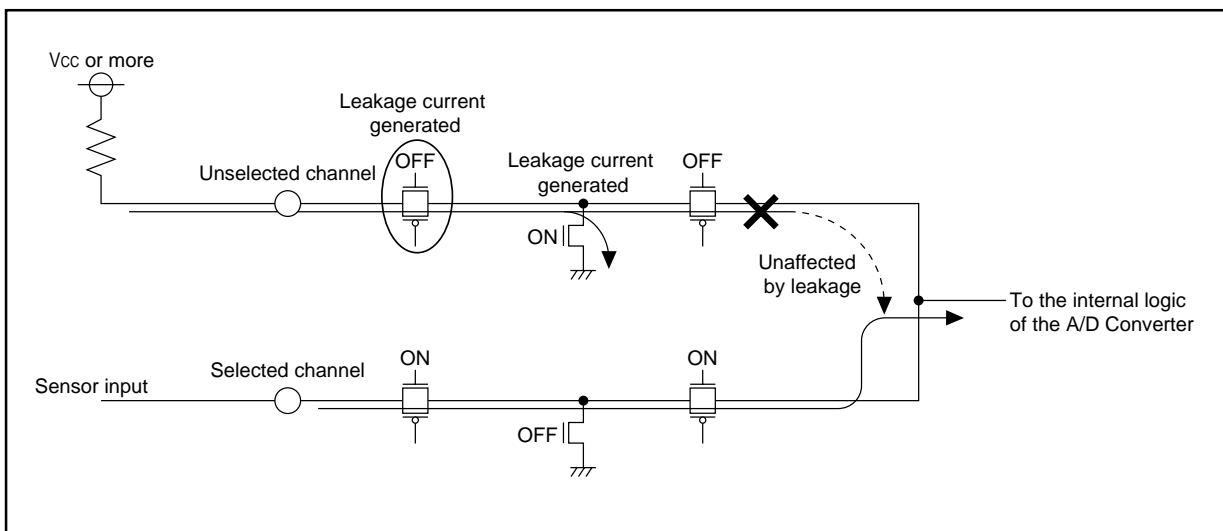 Vcc or more
Leakage current
generated
OFF
Unselected channel
Leakage current
generated
OFF
ON
Unaffected
by leakage
To the internal logic
of the A/D Converter
Sensor input
Selected channel
ON
ON
OFF